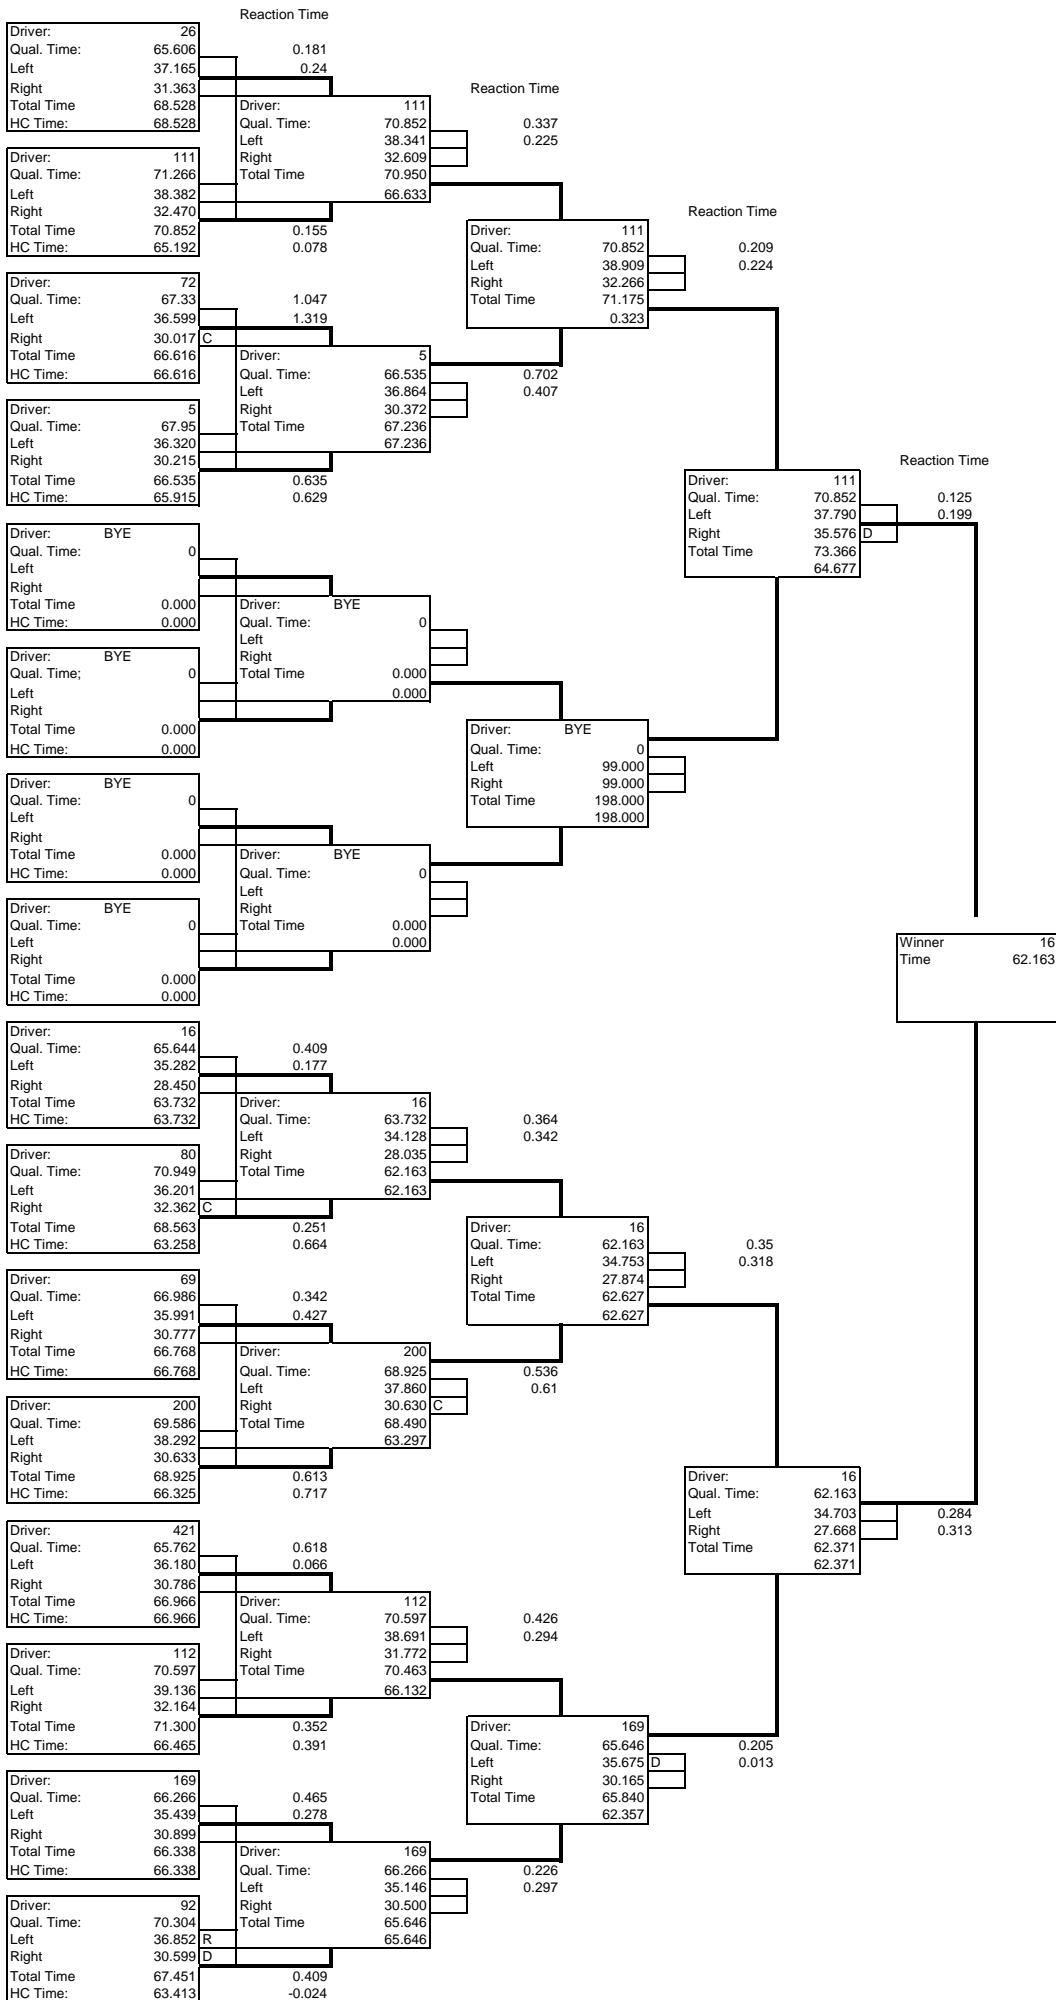 Reaction Time
Driver: 26
Qual. Time: 65.606 0.181
Left 37.165 0.24
Right 31.363
Total Time 68.528
HC Time: 68.528
Driver: 111
Qual. Time: 71.266
Left 38.382
Right 32.470
Total Time 70.852 0.155
HC Time: 65.192 0.078
Driver: 72
Qual. Time: 67.33 1.047
Left 36.599 1.319
Right 30.017 C
Total Time 66.616
HC Time: 66.616
Driver: 5
Qual. Time: 67.95
Left 36.320
Right 30.215
Total Time 66.535 0.635
HC Time: 65.915 0.629
Driver: BYE
Qual. Time: 0
Left
Right
Total Time 0.000
HC Time: 0.000
Driver: BYE
Qual. Time; 0
Left
Right
Total Time 0.000
HC Time: 0.000
Driver: BYE
Qual. Time: 0
Left
Right
Total Time 0.000
HC Time: 0.000
Driver: BYE
Qual. Time: 0
Left
Right
Total Time 0.000
HC Time: 0.000
Driver: 16
Qual. Time: 65.644 0.409
Left 35.282 0.177
Right 28.450
Total Time 63.732
HC Time: 63.732
Driver: 80
Qual. Time: 70.949
Left 36.201
Right 32.362 C
Total Time 68.563 0.251
HC Time: 63.258 0.664
Driver: 69
Qual. Time: 66.986 0.342
Left 35.991 0.427
Right 30.777
Total Time 66.768
HC Time: 66.768
Driver: 200
Qual. Time: 69.586
Left 38.292
Right 30.633
Total Time 68.925 0.613
HC Time: 66.325 0.717
Driver: 421
Qual. Time: 65.762 0.618
Left 36.180 0.066
Right 30.786
Total Time 66.966
HC Time: 66.966
Driver: 112
Qual. Time: 70.597
Left 39.136
Right 32.164
Total Time 71.300 0.352
HC Time: 66.465 0.391
Driver: 169
Qual. Time: 66.266 0.465
Left 35.439 0.278
Right 30.899
Total Time 66.338
HC Time: 66.338
Driver: 92
Qual. Time: 70.304
Left 36.852 R
Right 30.599 D
Total Time 67.451 0.409
HC Time: 63.413 -0.024
Reaction Time
Driver: 111
Qual. Time: 70.852 0.337
Left 38.341 0.225
Right 32.609
Total Time 70.950
66.633
Driver: 5
Qual. Time: 66.535 0.702
Left 36.864 0.407
Right 30.372
Total Time 67.236
67.236
Driver: BYE
Qual. Time: 0
Left
Right
Total Time 0.000
0.000
Driver: BYE
Qual. Time: 0
Left
Right
Total Time 0.000
0.000
Driver: 16
Qual. Time: 63.732 0.364
Left 34.128 0.342
Right 28.035
Total Time 62.163
62.163
Driver: 200
Qual. Time: 68.925 0.536
Left 37.860 0.61
Right 30.630 C
Total Time 68.490
63.297
Driver: 112
Qual. Time: 70.597 0.426
Left 38.691 0.294
Right 31.772
Total Time 70.463
66.132
Driver: 169
Qual. Time: 66.266 0.226
Left 35.146 0.297
Right 30.500
Total Time 65.646
65.646
Reaction Time
Driver: 111
Qual. Time: 70.852 0.209
Left 38.909 0.224
Right 32.266
Total Time 71.175
0.323
Driver: BYE
Qual. Time: 0
Left 99.000
Right 99.000
Total Time 198.000
198.000
Driver: 16
Qual. Time: 62.163 0.35
Left 34.753 0.318
Right 27.874
Total Time 62.627
62.627
Driver: 169
Qual. Time: 65.646 0.205
Left 35.675 D 0.013
Right 30.165
Total Time 65.840
62.357
Reaction Time
Driver: 111
Qual. Time: 70.852 0.125
Left 37.790 0.199
Right 35.576 D
Total Time 73.366
64.677
Driver: 16
Qual. Time: 62.163
Left 34.703 0.284
Right 27.668 0.313
Total Time 62.371
62.371
Winner 16
Time 62.163